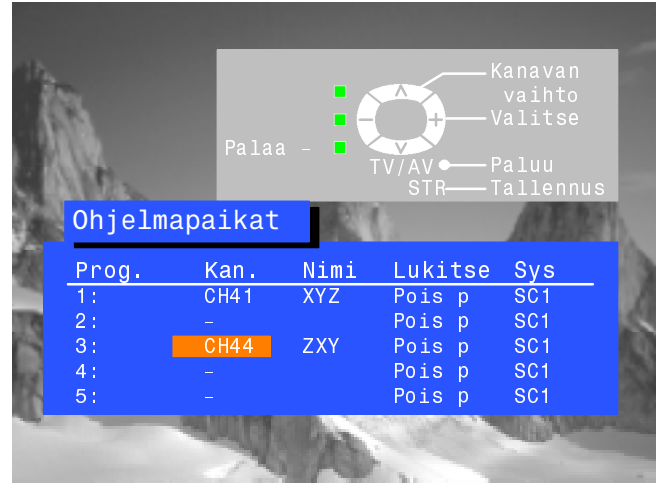 Kanavan
vaihto
Valitse
Palaa –
TV/AV Paluu
STR Tallennus
Ohjelmapaikat
Prog. Kan. Nimi Lukitse Sys
1: CH41 XYZ Pois p SC1
2: – Pois p SC1
3: CH44 ZXY Pois p SC1
4: – Pois p SC1
5: – Pois p SC1